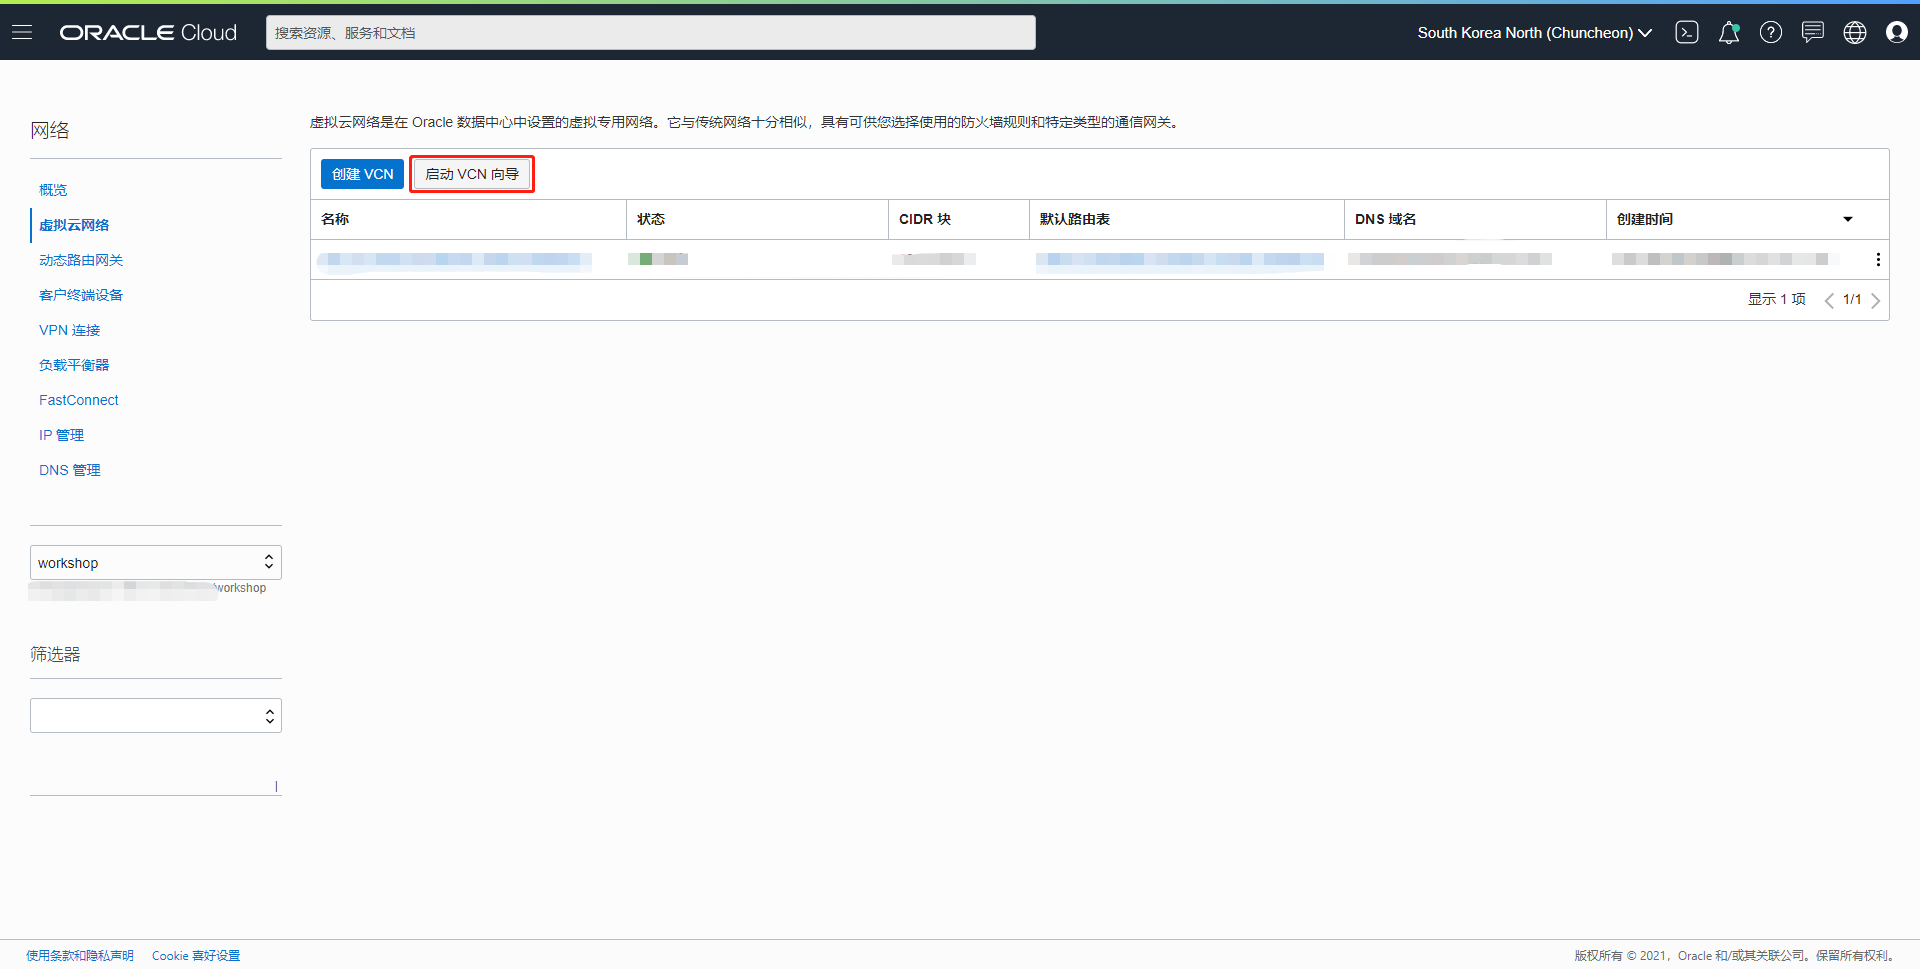 ORACLE Cloud
搜索资源、服务和文档
South Korea North (Chuncheon)
网络
概览
虚拟云网络
动态路由网关
客户终端设备
VPN 连接
负载平衡器
FastConnect
IP 管理
DNS 管理
workshop
workshop
筛选器
虚拟云网络是在 Oracle 数据中心中设置的虚拟专用网络。它与传统网络十分相似，具有可供您选择使用的防火墙规则和特定类型的通信网关。
创建 VCN 启动 VCN 向导
名称 状态 CIDR 块 默认路由表 DNS 域名 创建时间
显示 1 项 1/1
使用条款和隐私声明 Cookie 喜好设置
版权所有 © 2021，Oracle 和/或其关联公司。保留所有权利。